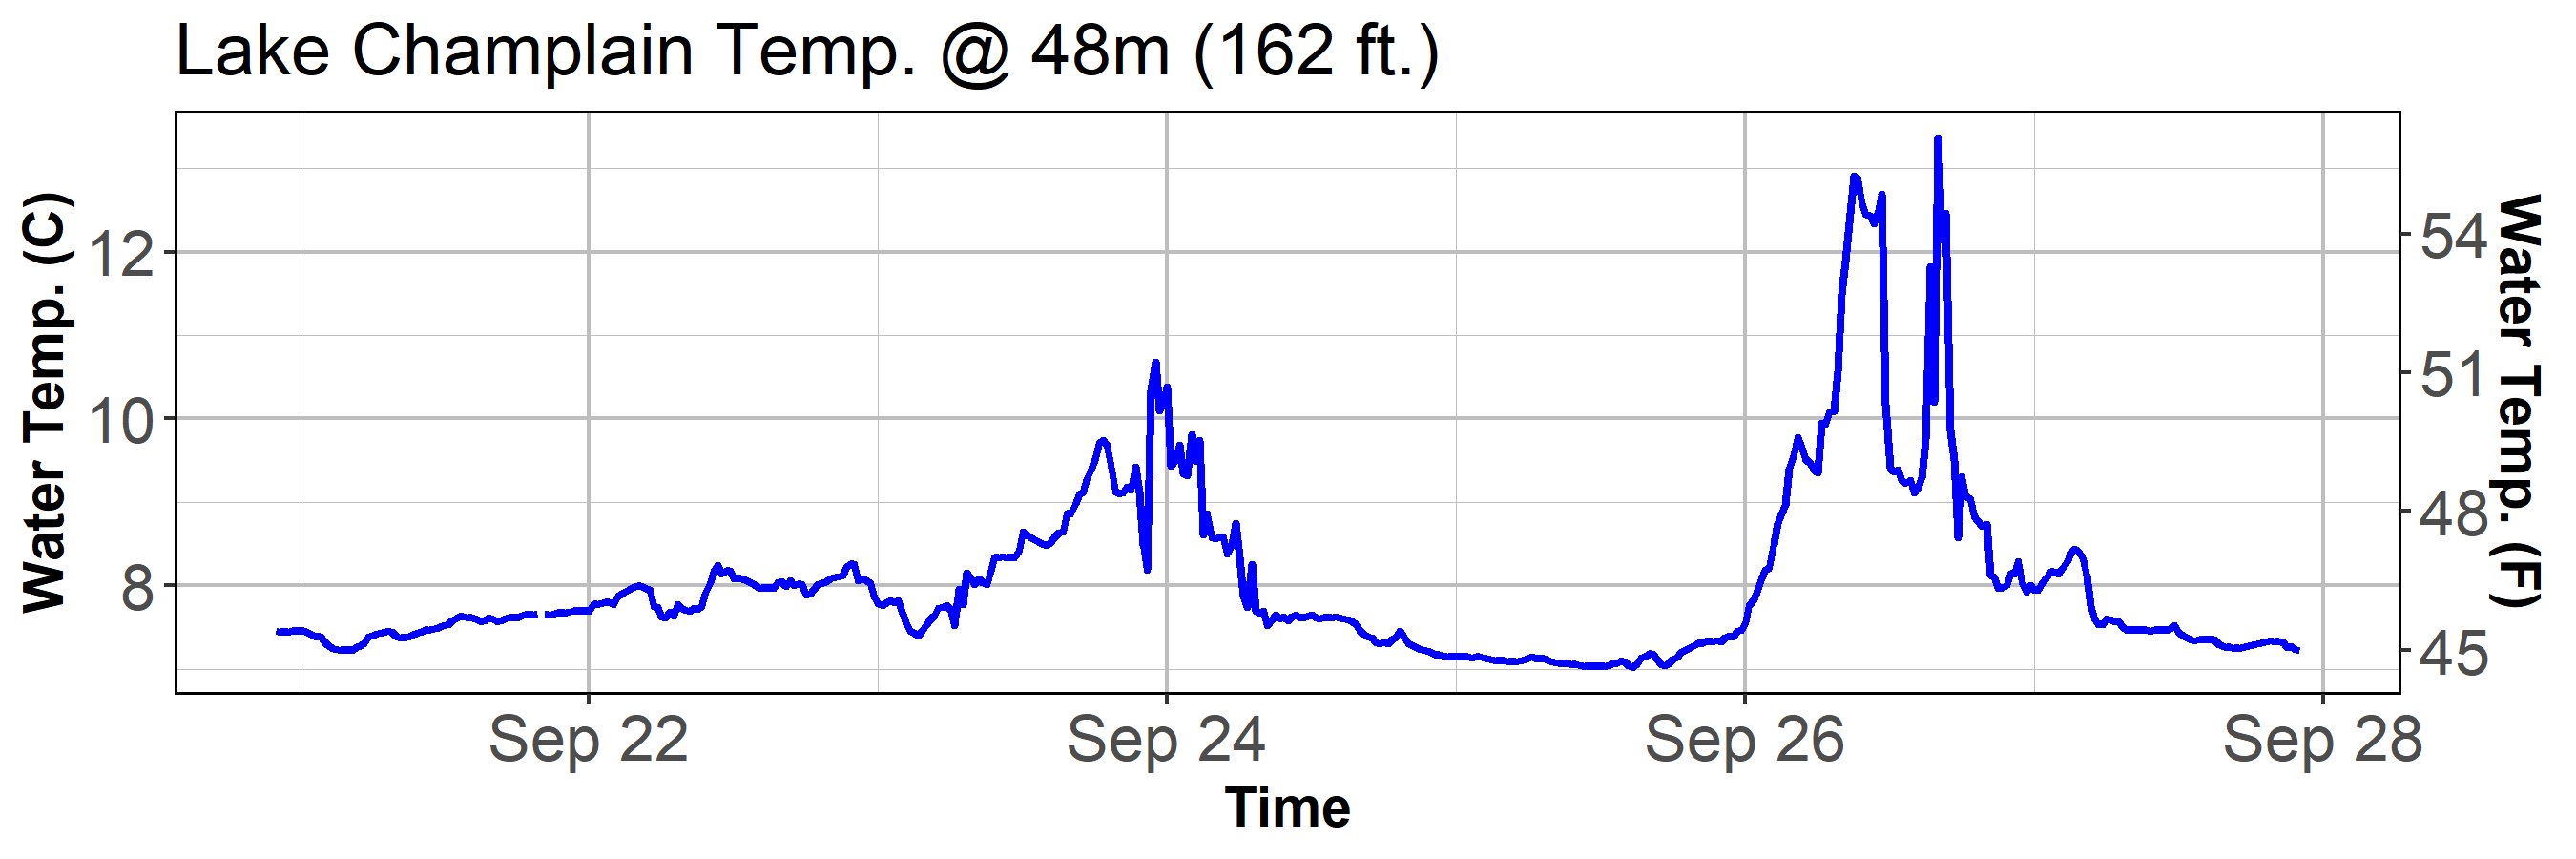 Lake Champlain Temp. @ 48m (162 ft.)
Water Temp. (C)
12
10
8
54
51
48
45
Water Temp. (F)
Sep 22
Sep 24
Sep 26
Sep 28
Time